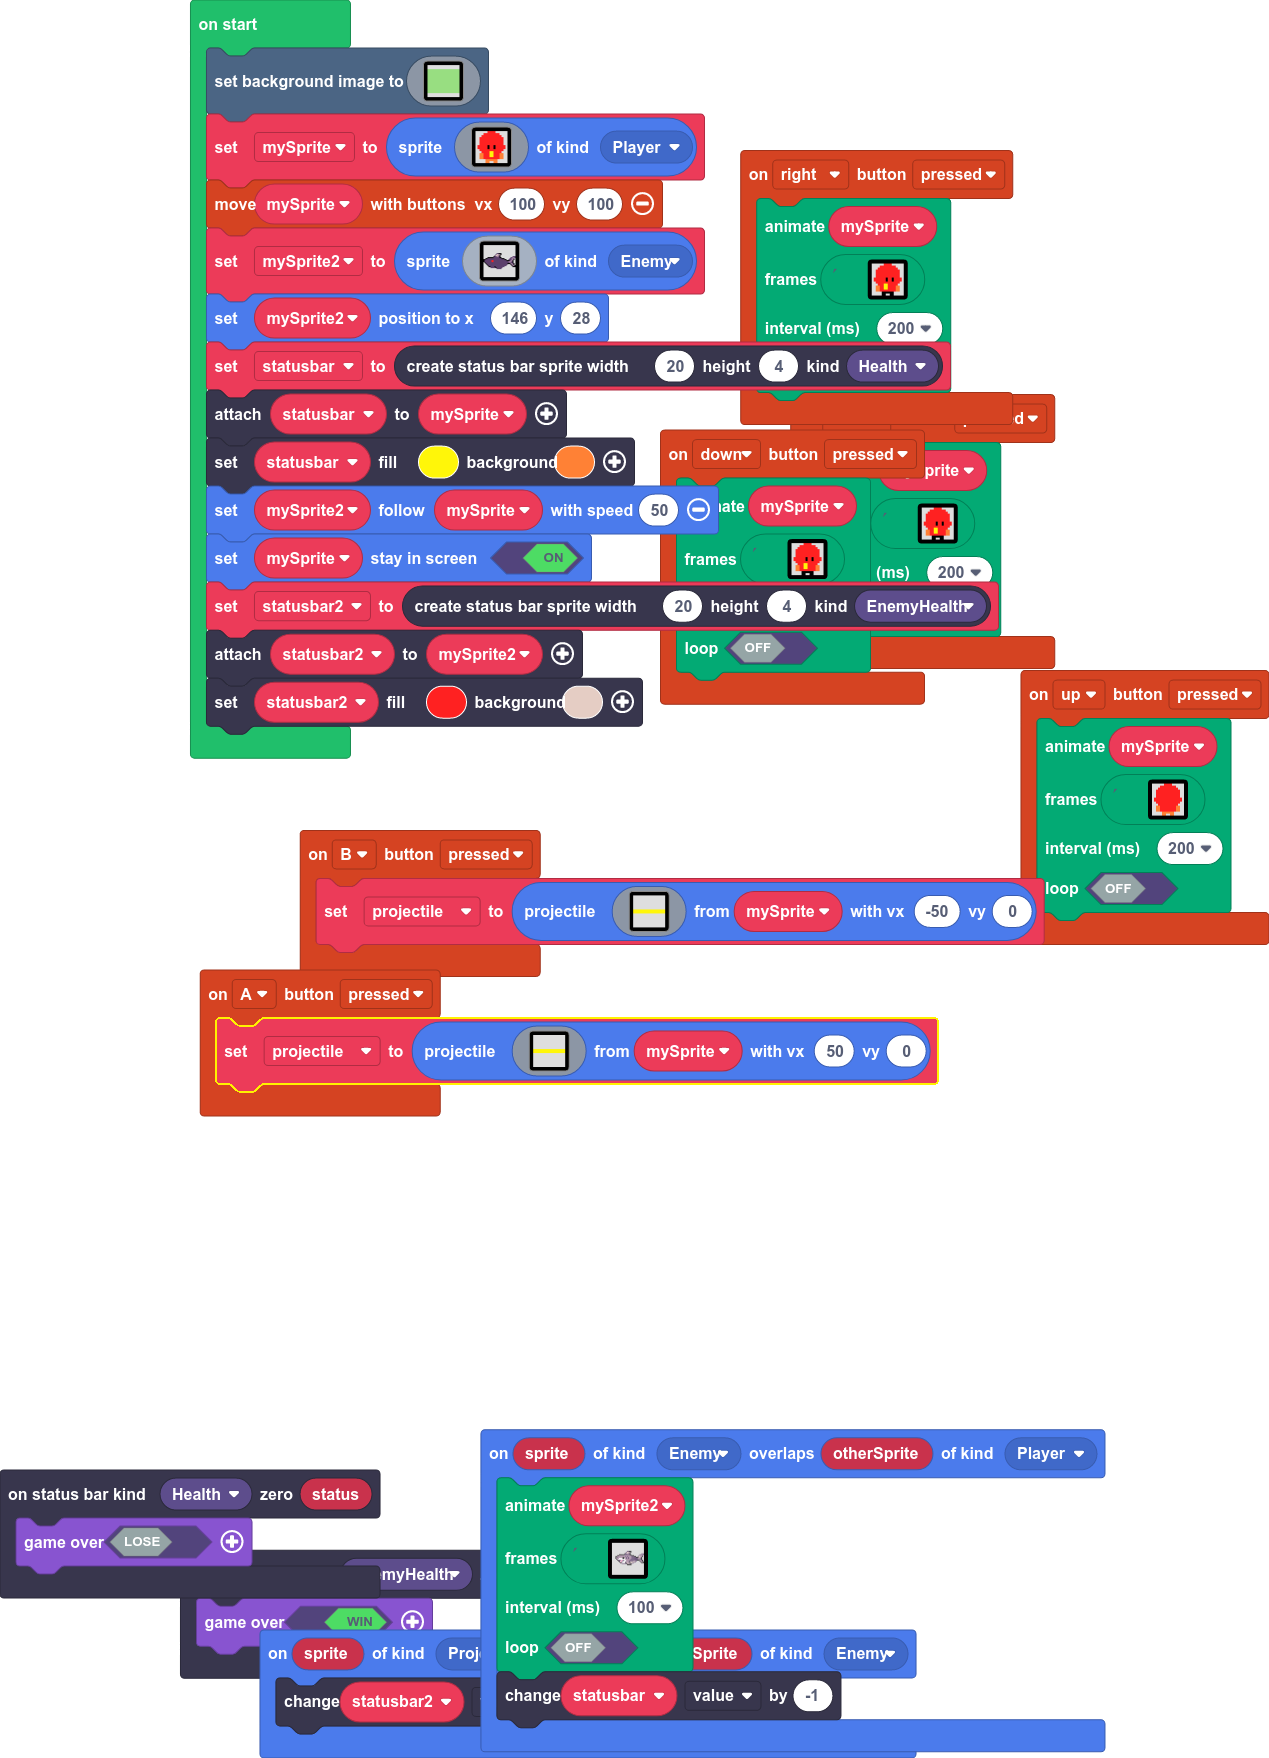 on start
set background image to
set mySprite to sprite of kind Player
move mySprite with buttons vx 100 vy 100
set mySprite2 to sprite of kind Enemy
set mySprite2 position to x 146 y 28
set statusbar to create status bar sprite width 20 height 4 kind Health
attach statusbar to mySprite
set statusbar fill background
set mySprite2 follow mySprite with speed 50
set mySprite stay in screen ON
set statusbar2 to create status bar sprite width 20 height 4 kind EnemyHealth
attach statusbar2 to mySprite2
set statusbar2 fill background
on right button pressed
animate mySprite
frames
interval (ms) 200
on down button pressed
mySprite
frames
loop OFF
(ms) 200
on up button pressed
animate mySprite
frames
interval (ms) 200
loop OFF
on B button pressed
set projectile to projectile from mySprite with vx -50 vy 0
on A button pressed
set projectile to projectile from mySprite with vx 50 vy 0
on status bar kind Health zero status
game over LOSE
game over WIN
on sprite of kind Enemy overlaps otherSprite of kind Player
animate mySprite2
frames
interval (ms) 100
loop OFF
change statusbar value by -1
on sprite of kind Sprite of kind Enemy
change statusbar2